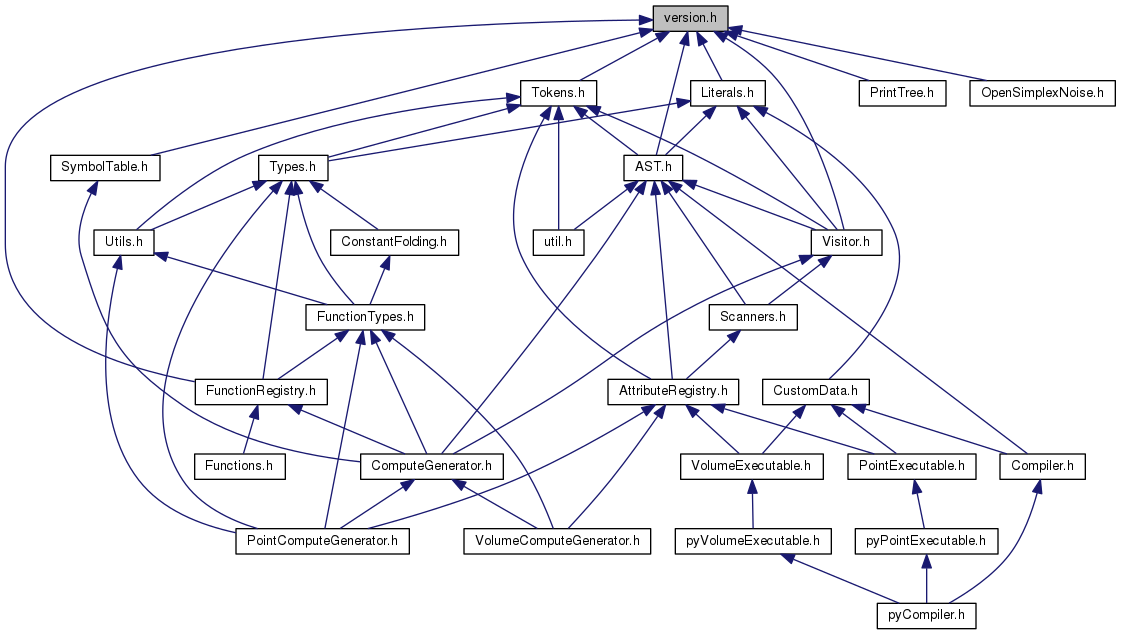 version.h
Tokens.h
Literals.h
PrintTree.h
OpenSimplexNoise.h
SymbolTable.h
Types.h
AST.h
Utils.h
ConstantFolding.h
util.h
Visitor.h
FunctionTypes.h
Scanners.h
FunctionRegistry.h
AttributeRegistry.h
CustomData.h
Functions.h
ComputeGenerator.h
VolumeExecutable.h
PointExecutable.h
Compiler.h
PointComputeGenerator.h
VolumeComputeGenerator.h
pyVolumeExecutable.h
pyPointExecutable.h
pyCompiler.h